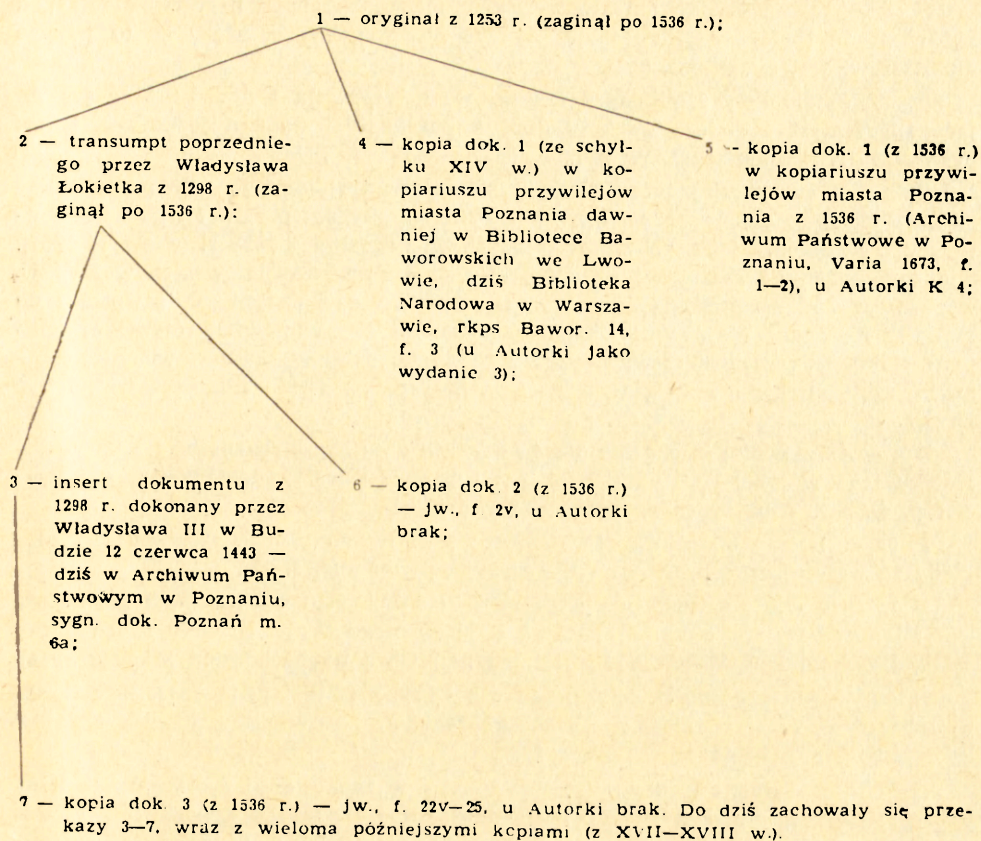 1 — oryginał z 1253 r. (zaginął po 1536 r.);
2 — transumpt poprzednie-
go przez Władysława
Łokietka z 1298 r. (za-
ginął po 1536 r.):
4 — kopia dok. 1 (ze schył-
ku XIV w.) w ko-
piariuszu przywilejów
miasta Poznania daw-
niej w Bibliotece Ba-
worowskich we Lwo-
wie, dziś Biblioteka
Narodowa w Warsza-
wie, rkps Bawor. 14,
f. 3 (u Autorki jako
wydanie 3);
5 — kopia dok. 1 (z 1536 r.)
w kopiariuszu przywi-
lejów miasta Pozna-
nia z 1536 r. (Archi-
wum Państwowe w Po-
znaniu, Varia 1673, f.
1—2), u Autorki K 4;
3 — insert dokumentu z
1298 r. dokonany przez
Władysława III w Bu-
dzie 12 czerwca 1443 —
dziś w Archiwum Pań-
stwowym w Poznaniu,
sygn. dok. Poznań m.
6a;
6 — kopia dok. 2 (z 1536 r.)
— jw., f 2v, u Autorki
brak;
7 — kopia dok. 3 (z 1536 r.) — jw., f. 22v—25, u Autorki brak. Do dziś zachowały się prze-
kazy 3—7, wraz z wieloma późniejszymi kopiami (z XVII—XVIII w.).